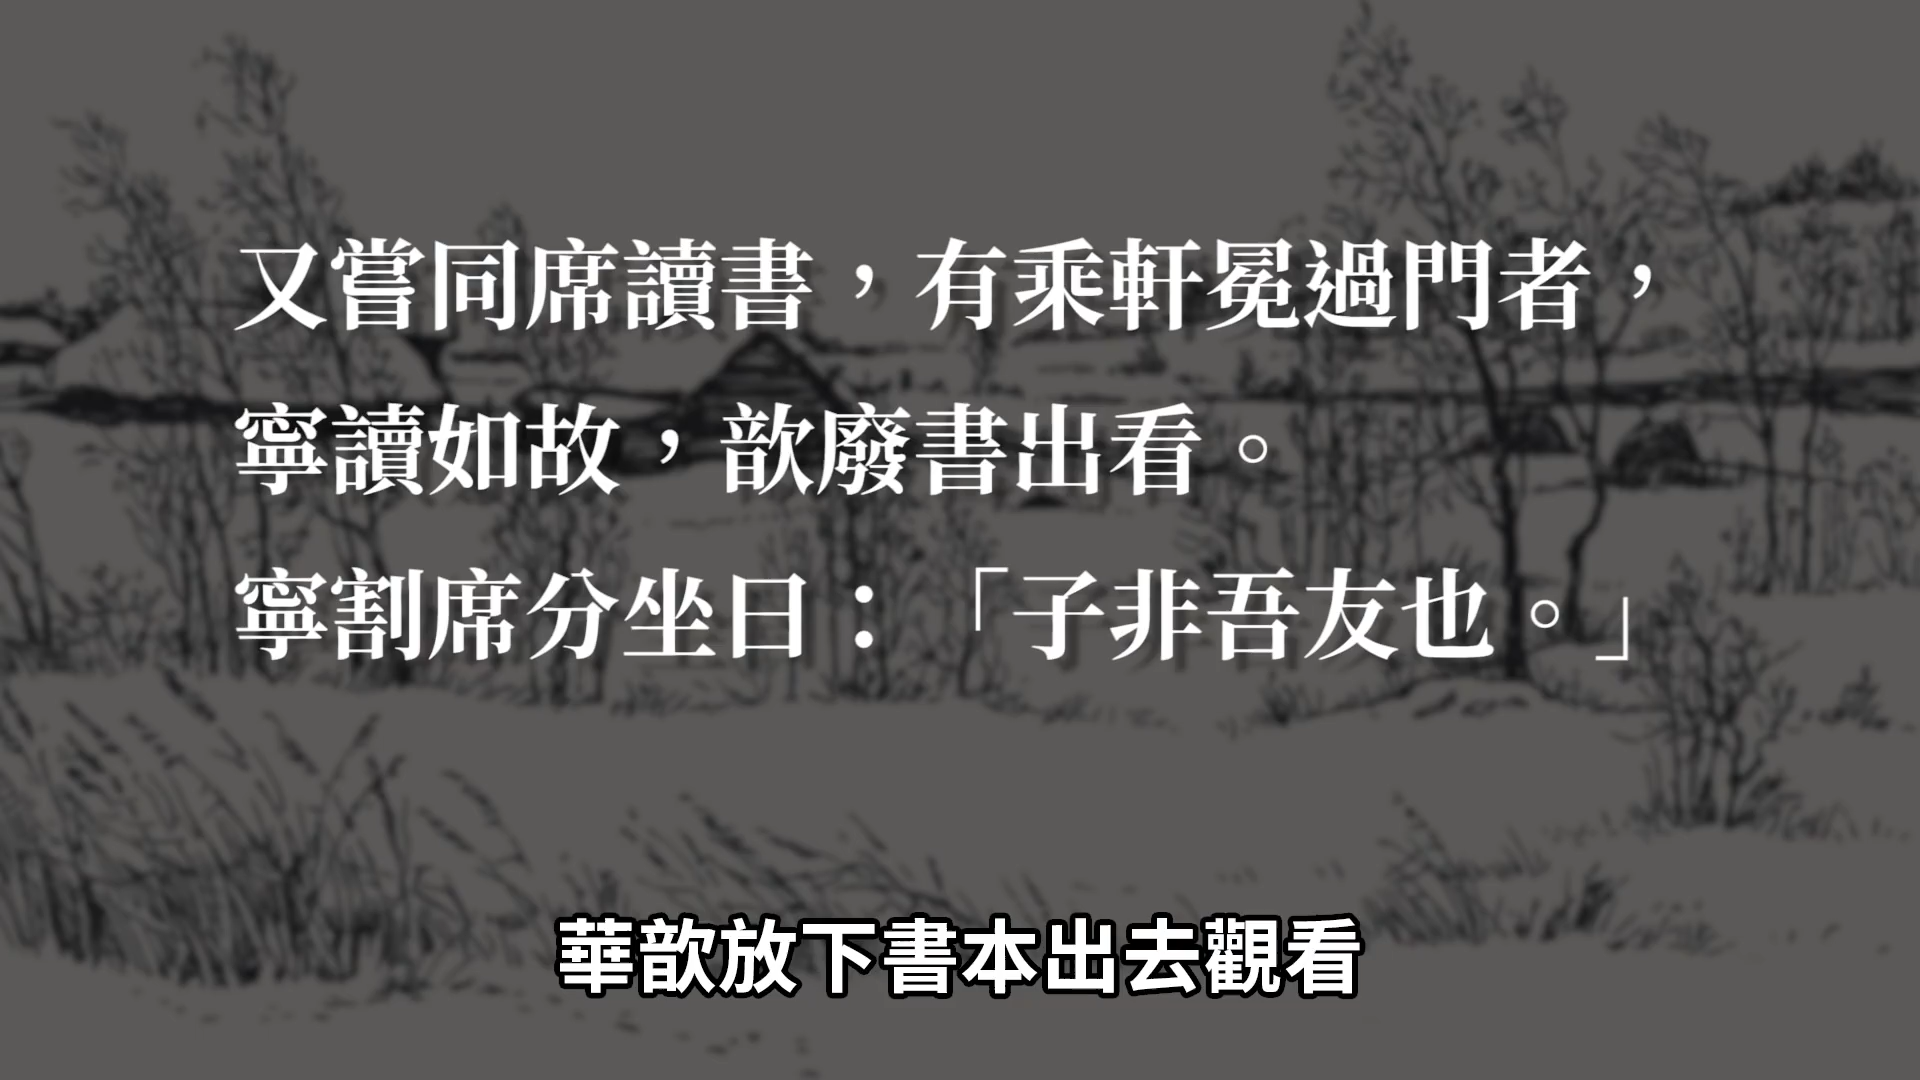 又嘗同席讀書，有乘軒冕過門者，
寧讀如故，歆廢書出看。
寧割席分坐曰：「子非吾友也。」
華歆放下書本出去觀看